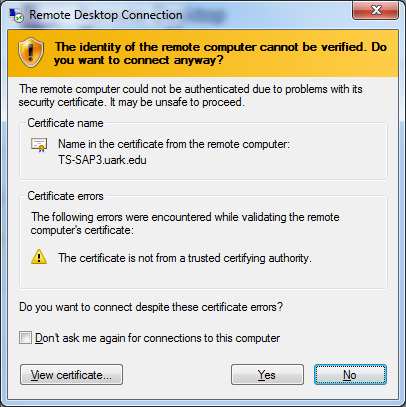 Remote Desktop Connection
The identity of the remote computer cannot be verified. Do
you want to connect anyway?
The remote computer could not be authenticated due to problems with its
security certificate. It may be unsafe to proceed.
Certificate name
Name in the certificate from the remote computer:
TS-SAP3.uark.edu
Certificate errors
The following errors were encountered while validating the remote
computer's certificate:
The certificate is not from a trusted certifying authority.
Do you want to connect despite these certificate errors?
Don't ask me again for connections to this computer
View certificate... Yes No